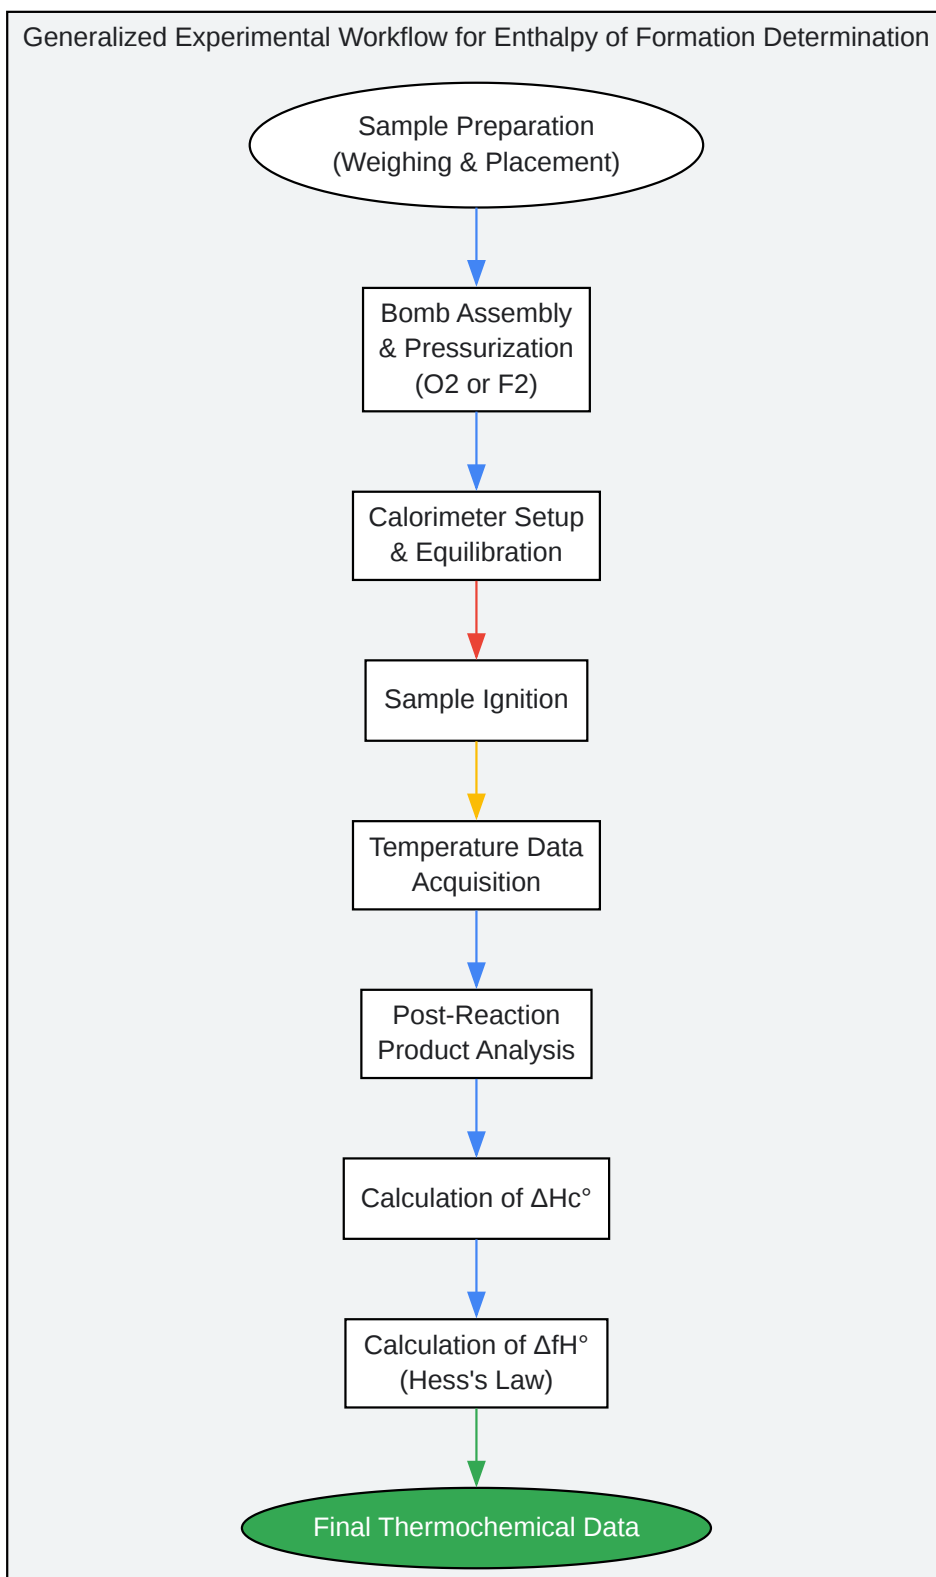 Generalized Experimental Workflow for Enthalpy of Formation Determination
Sample Preparation
(Weighing & Placement)
Bomb Assembly
& Pressurization
(O2 or F2)
Calorimeter Setup
& Equilibration
Sample Ignition
Temperature Data
Acquisition
Post-Reaction
Product Analysis
Calculation of ΔHc°
Calculation of ΔfH°
(Hess's Law)
Final Thermochemical Data